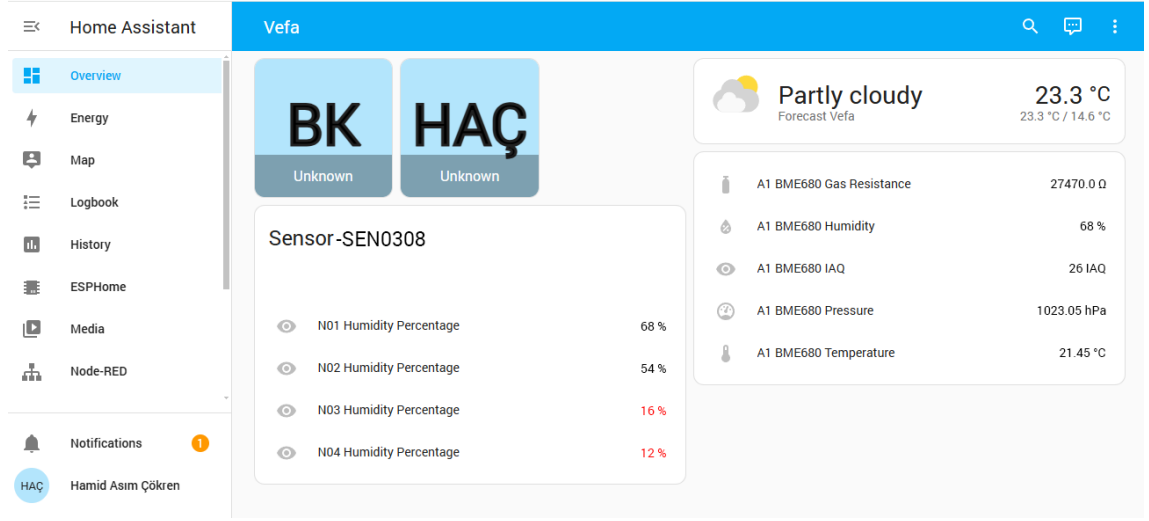 Home Assistant
Overview
Energy
Map
Logbook
History
ESPHome
Media
Node-RED
Notifications 1
HAÇ Hamid Asım Çökren
Vefa
BK
Unknown
HAÇ
Unknown
Sensor-SEN0308
N01 Humidity Percentage 68 %
N02 Humidity Percentage 54 %
N03 Humidity Percentage 16 %
N04 Humidity Percentage 12 %
Partly cloudy 23.3 °C
Forecast Vefa 23.3 °C / 14.6 °C
A1 BME680 Gas Resistance 27470.0 Ω
A1 BME680 Humidity 68 %
A1 BME680 IAQ 26 IAQ
A1 BME680 Pressure 1023.05 hPa
A1 BME680 Temperature 21.45 °C